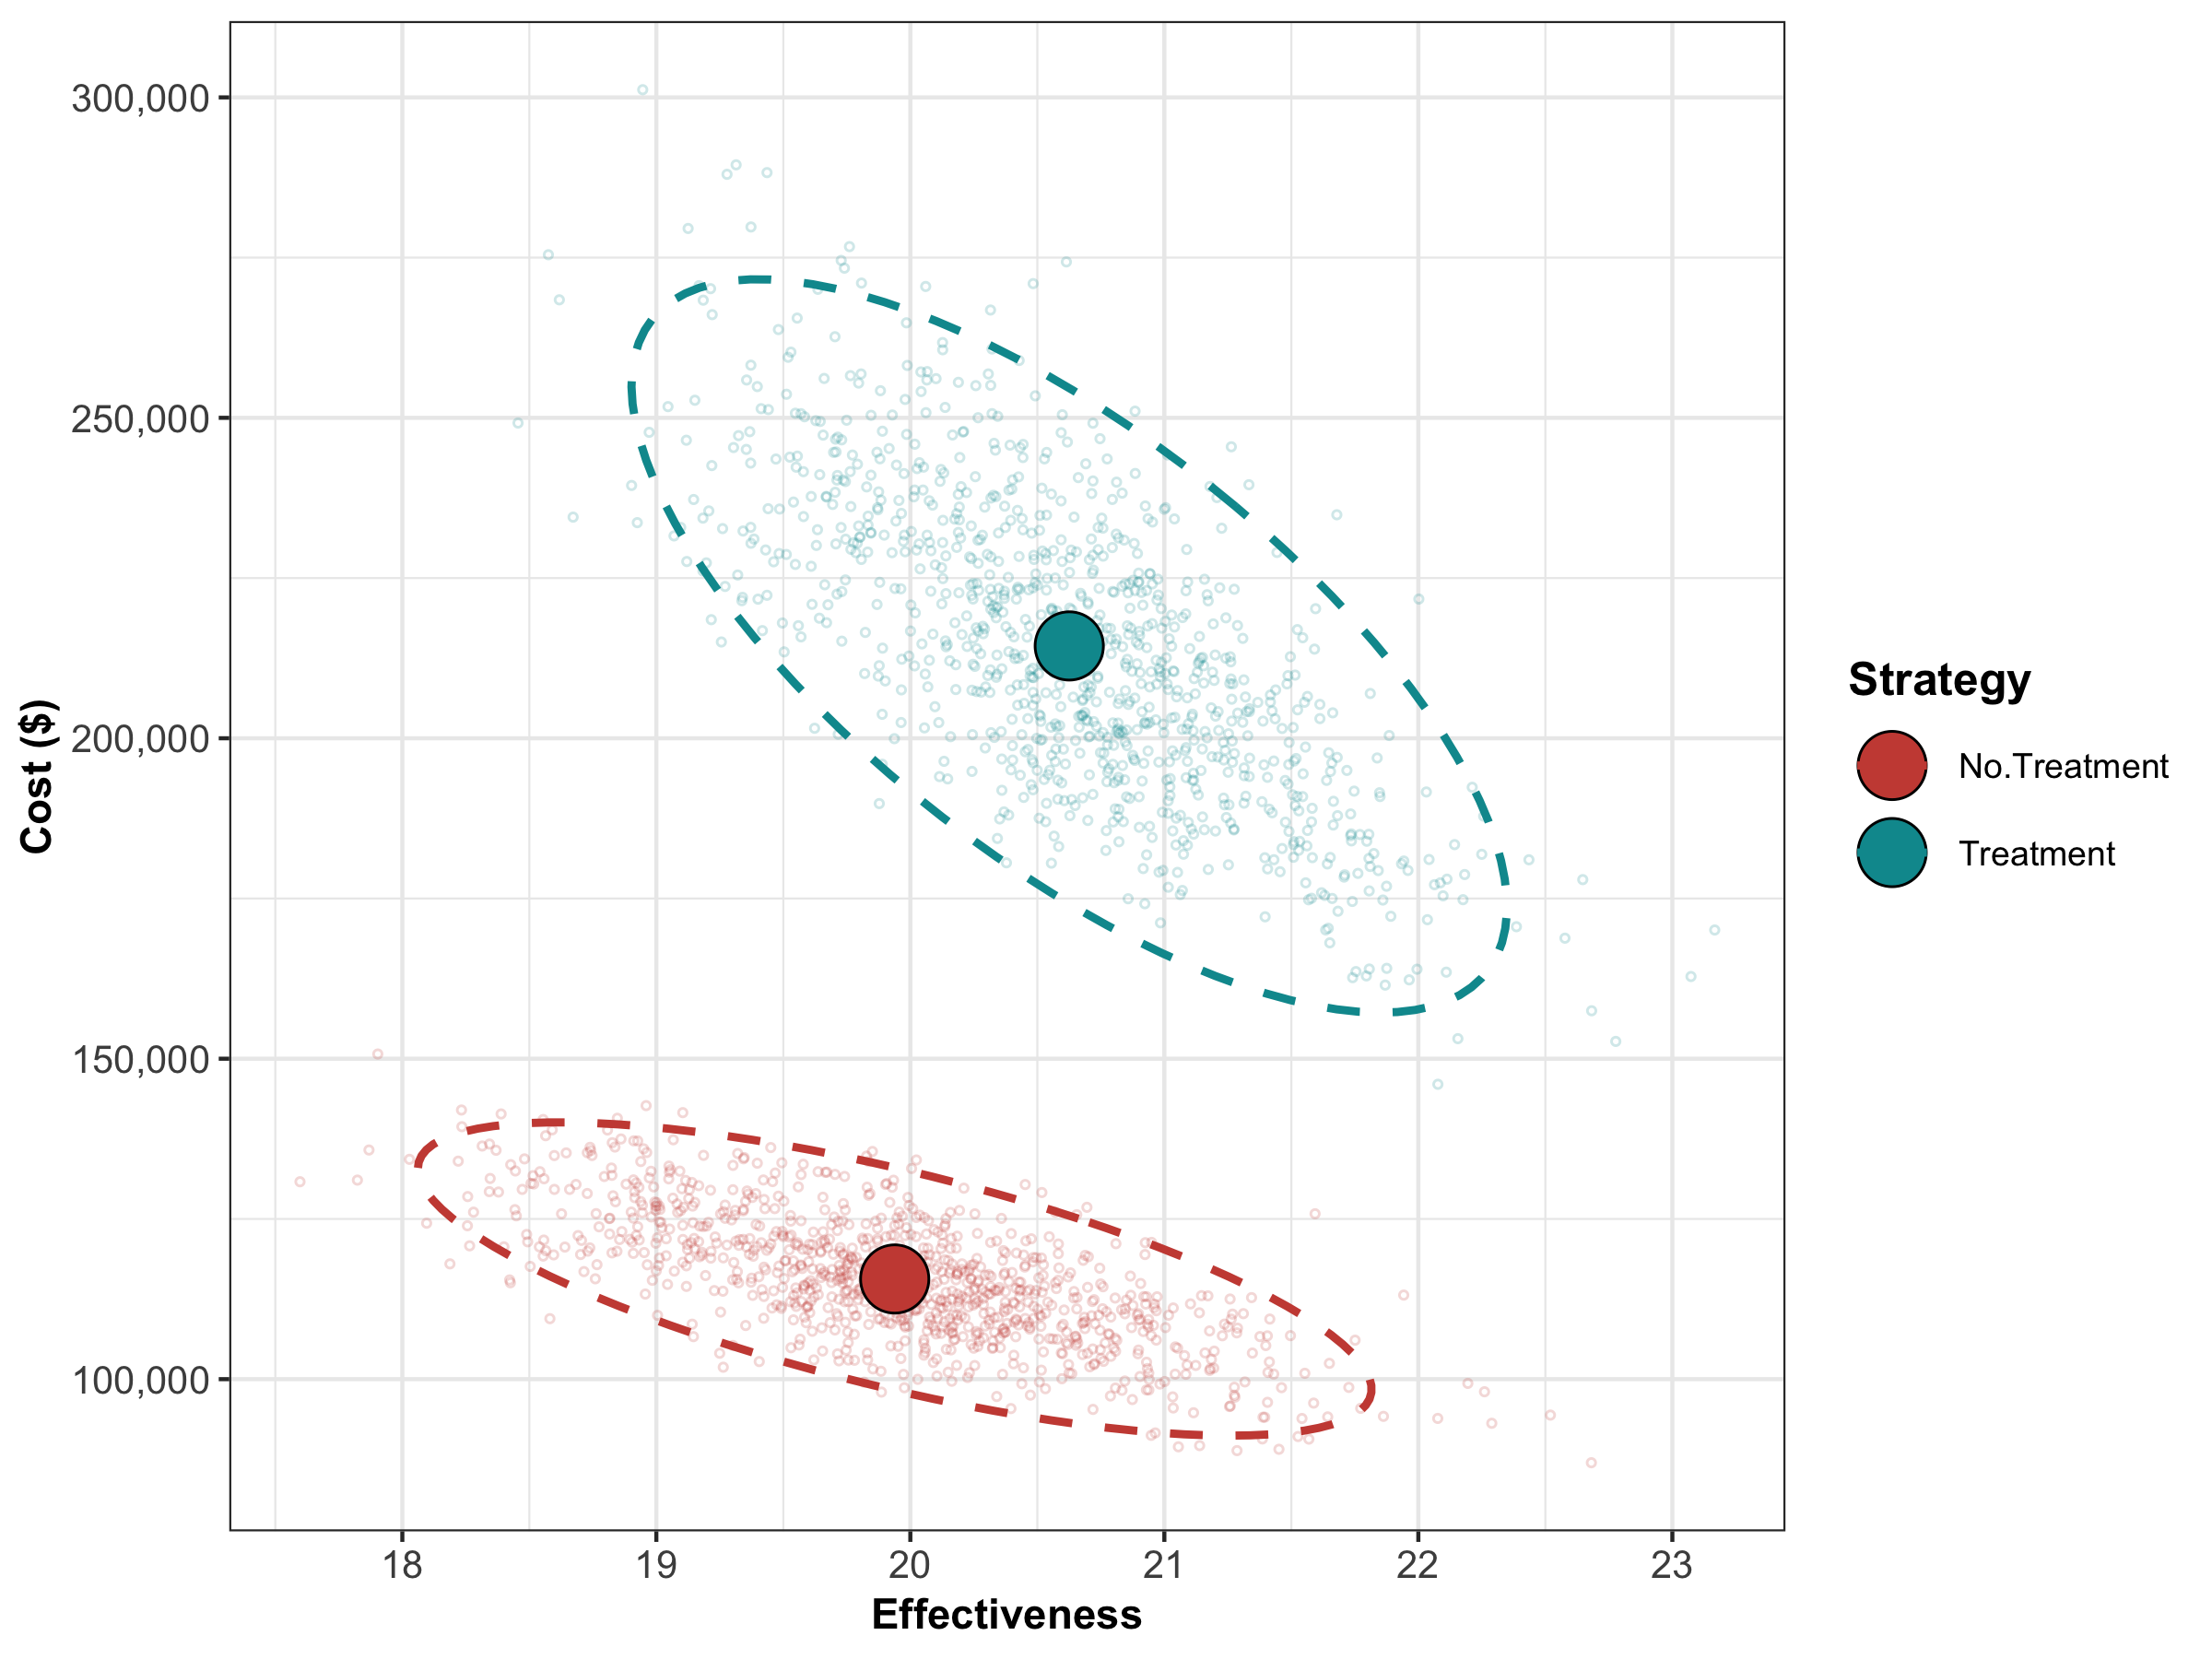 300,000
250,000
200,000
150,000
100,000
Cost ($)
18
19
20
21
22
23
Effectiveness
Strategy
No.Treatment
Treatment